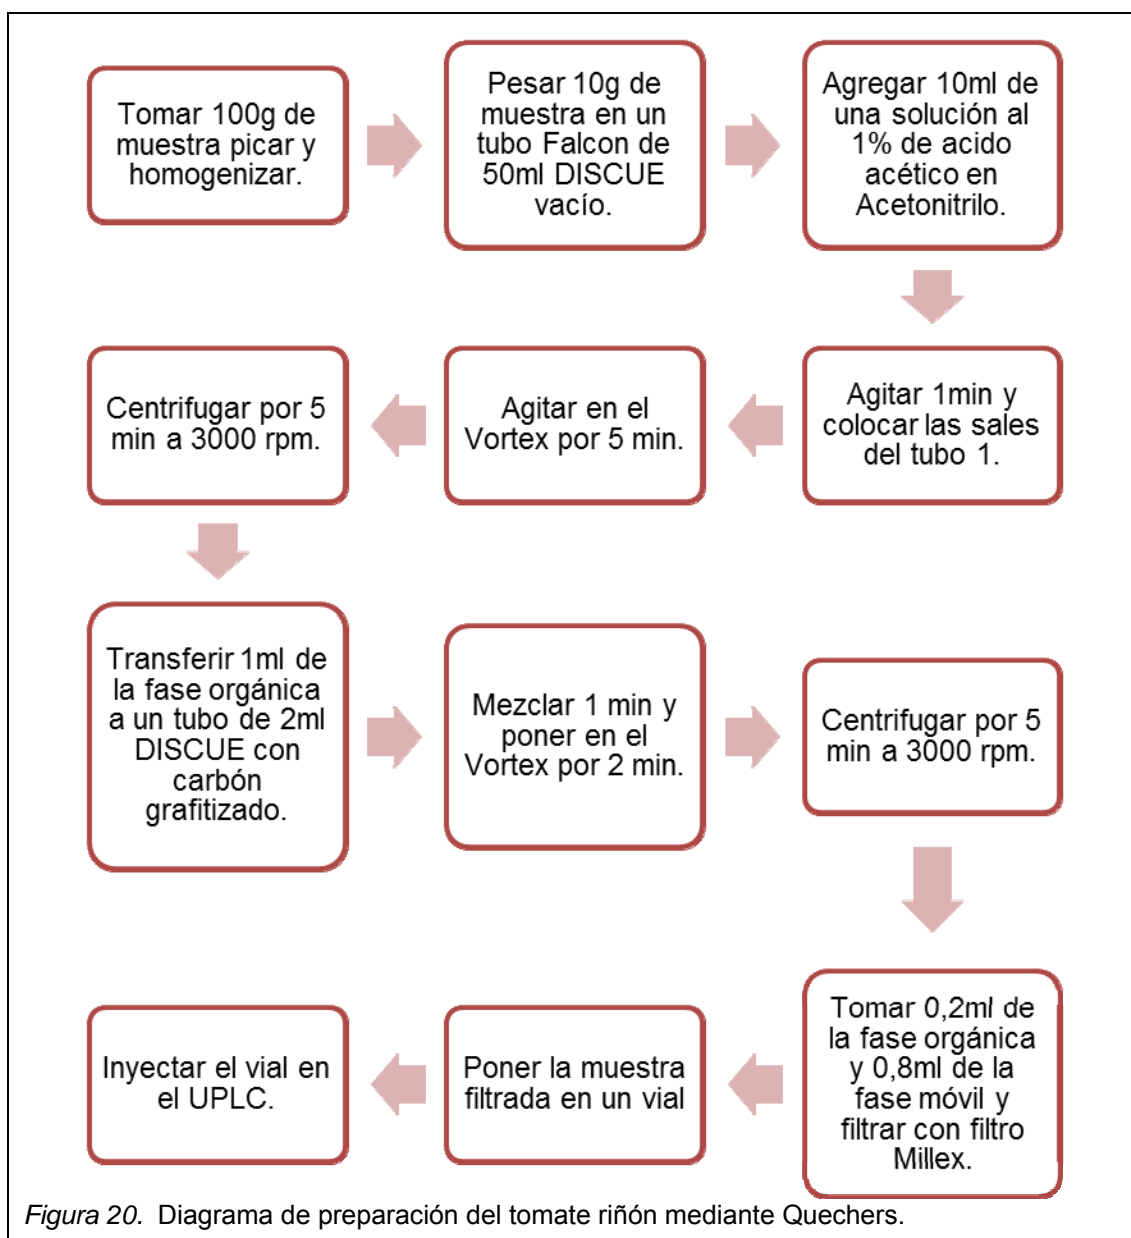 Tomar 100g de
muestra picar y
homogenizar.
Pesar 10g de
muestra en un
tubo Falcon de
50ml DISCUE
vacío.
Agregar 10ml de
una solución al
1% de acido
acético en
Acetonitrilo.
Agitar 1min y
colocar las sales
del tubo 1.
Agitar en el
Vortex por 5 min.
Centrifugar por 5
min a 3000 rpm.
Transferir 1ml de
la fase orgánica
a un tubo de 2ml
DISCUE con
carbón
grafitizado.
Mezclar 1 min y
poner en el
Vortex por 2 min.
Centrifugar por 5
min a 3000 rpm.
Tomar 0,2ml de
la fase orgánica
y 0,8ml de la
fase móvil y
filtrar con filtro
Millex.
Poner la muestra
filtrada en un vial
Inyectar el vial en
el UPLC.
Figura 20. Diagrama de preparación del tomate riñón mediante Quechers.